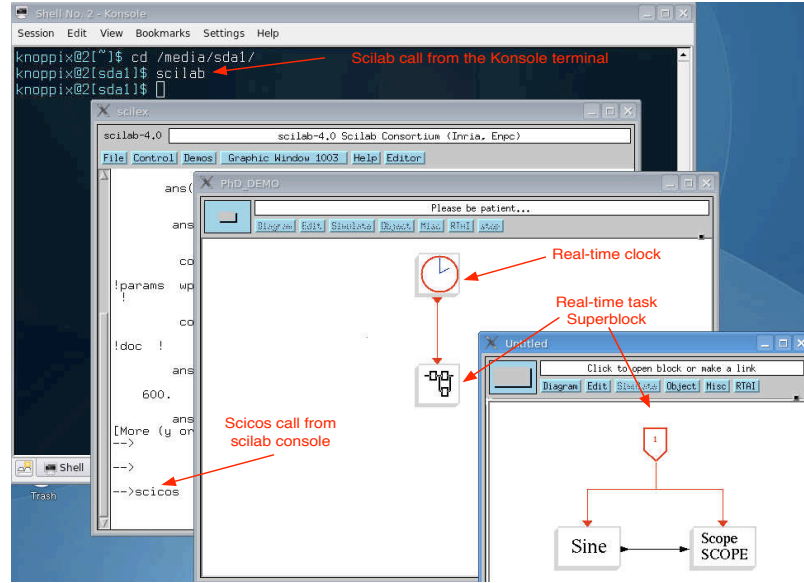 Shell No. 2 - Konsole
Session Edit View Bookmarks Settings Help
knoppix@2[~]$ cd /media/sda1/
knoppix@2[sda1]$ scilab
knoppix@2[sda1]$
Scilab call from the Konsole terminal
scilex
scilab-4.0
scilab-4.0 Scilab Consortium (Inria, Enpc)
File Control Demos Graphic Window 1003 Help Editor
ans(
ans
co
!params wp
!
co
!doc !
ans
600.
ans
[More (y or
-->
-->
-->scicos
Scicos call from
scilab console
PhD_DEMO
Please be patient...
Diagram Edit Simulate Object Misc RTAI stop
Real-time clock
Real-time task
Superblock
Untitled
Click to open block or make a link
Diagram Edit Simulate Object Misc RTAI
1
Sine
Scope
SCOPE
Shell
Trash